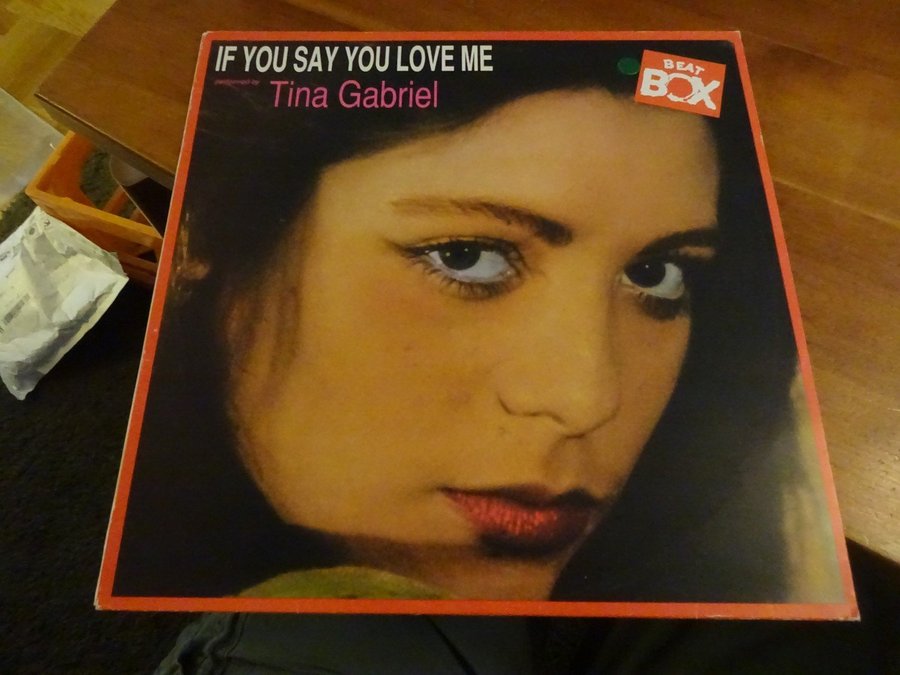 IF YOU SAY YOU LOVE ME
performed by
Tina Gabriel
BEAT
BOX